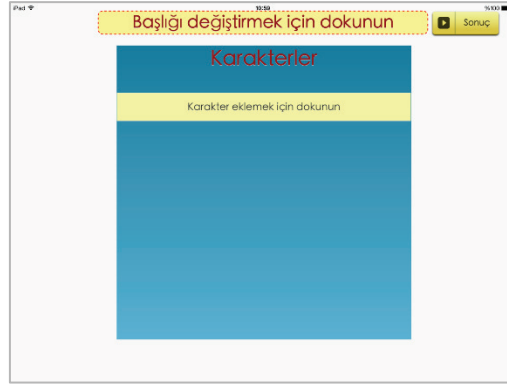 iPad 10:59 %100
Başlığı değiştirmek için dokunun
Sonuç
Karakterler
Karakter eklemek için dokunun